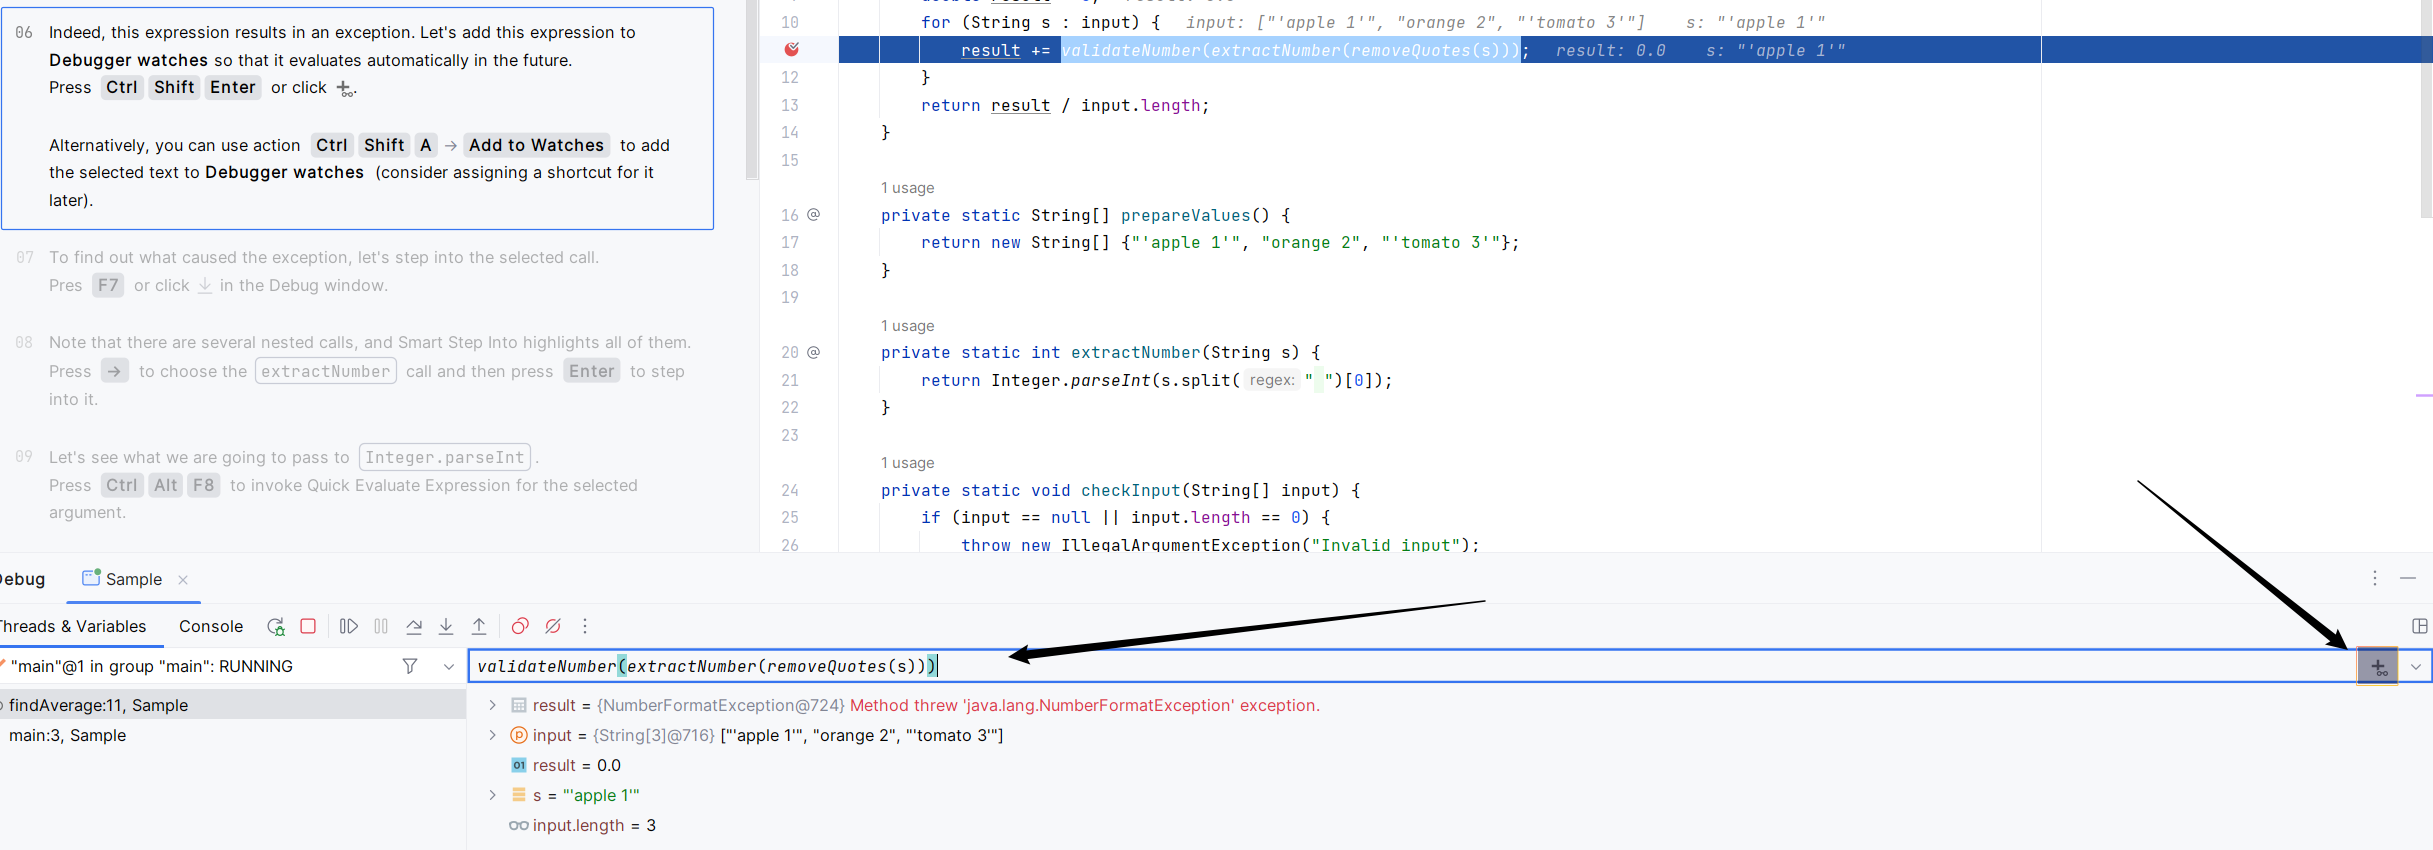 06 Indeed, this expression results in an exception. Let's add this expression to
Debugger watches so that it evaluates automatically in the future.
Press Ctrl Shift Enter or click .
Alternatively, you can use action Ctrl Shift A → Add to Watches to add
the selected text to Debugger watches (consider assigning a shortcut for it
later).
07 To find out what caused the exception, let's step into the selected call.
Pres F7 or click ↓ in the Debug window.
08 Note that there are several nested calls, and Smart Step Into highlights all of them.
Press → to choose the extractNumber call and then press Enter to step
into it.
09 Let's see what we are going to pass to Integer.parseInt .
Press Ctrl Alt F8 to invoke Quick Evaluate Expression for the selected
argument.
10 for (String s : input) { input: ["'apple 1'", "orange 2", "'tomato 3'"] s: "'apple 1'"
result += validateNumber(extractNumber(removeQuotes(s))); result: 0.0 s: "'apple 1'"
12 }
13 return result / input.length;
14 }
15
1 usage
16 @ private static String[] prepareValues() {
17 return new String[] {"'apple 1'", "orange 2", "'tomato 3'"};
18 }
19
1 usage
20 @ private static int extractNumber(String s) {
21 return Integer.parseInt(s.split( regex: " ")[0]);
22 }
23
1 usage
24 private static void checkInput(String[] input) {
25 if (input == null || input.length == 0) {
26 throw new IllegalArgumentException("Invalid input");
Debug Sample
Threads & Variables Console
"main"@1 in group "main": RUNNING
findAverage:11, Sample
main:3, Sample
validateNumber(extractNumber(removeQuotes(s)))
result = {NumberFormatException@724} Method threw 'java.lang.NumberFormatException' exception.
input = {String[3]@716} ["'apple 1'", "orange 2", "'tomato 3'"]
01 result = 0.0
s = "'apple 1'"
input.length = 3